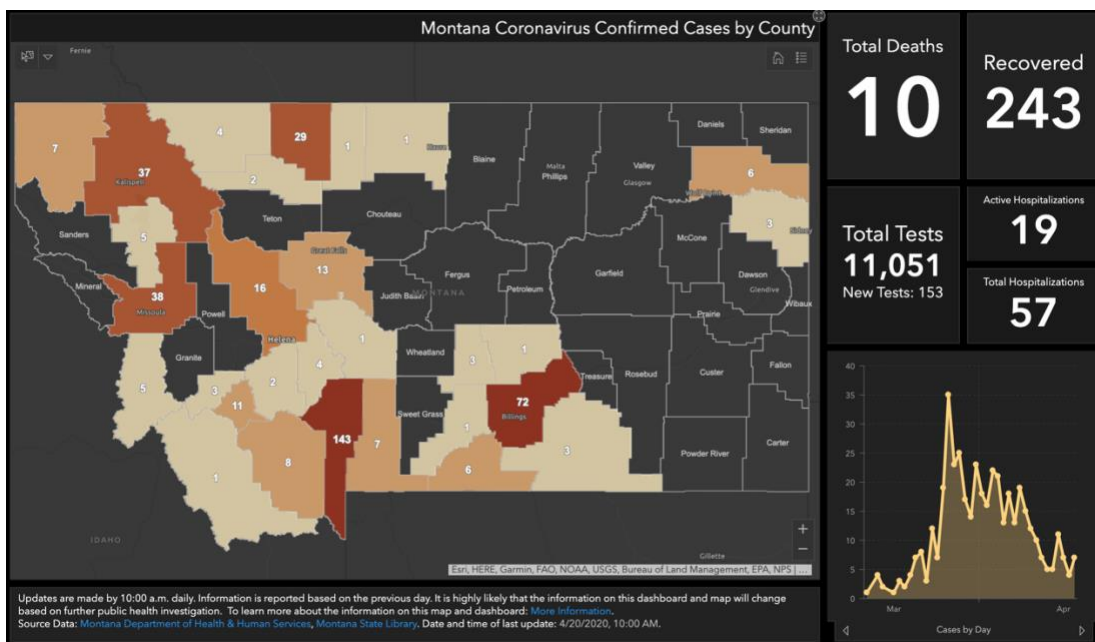 Montana Coronavirus Confirmed Cases by County
Fernie
7
37
Kalispell
4
29
1
1
Havre
2
Blaine
Malta
Phillips
Valley
Glasgow
Daniels
Sheridan
6
Wolf Point
3
Sidney
Sanders
5
Teton
Chouteau
Great Falls
13
McCone
Garfield
Dawson
Glendive
Wibaux
Mineral
38
Missoula
Powell
16
Helena
Judith Basin
MONTANA
Fergus
Petroleum
Prairie
Granite
1
Wheatland
3
1
Treasure
Rosebud
Custer
Fallon
5
3
2
4
72
Billings
11
143
7
Sweet Grass
1
8
6
3
Powder River
Carter
1
IDAHO
Gillette
+
−
Esri, HERE, Garmin, FAO, NOAA, USGS, Bureau of Land Management, EPA, NPS | ...
Updates are made by 10:00 a.m. daily. Information is reported based on the previous day. It is highly likely that the information on this dashboard and map will change
based on further public health investigation. To learn more about the information on this map and dashboard: More Information.
Source Data: Montana Department of Health & Human Services, Montana State Library. Date and time of last update: 4/20/2020, 10:00 AM.
Total Deaths
10
Recovered
243
Total Tests
11,051
New Tests: 153
Active Hospitalizations
19
Total Hospitalizations
57
40
35
30
25
20
15
10
5
0
Mar
Apr
Cases by Day